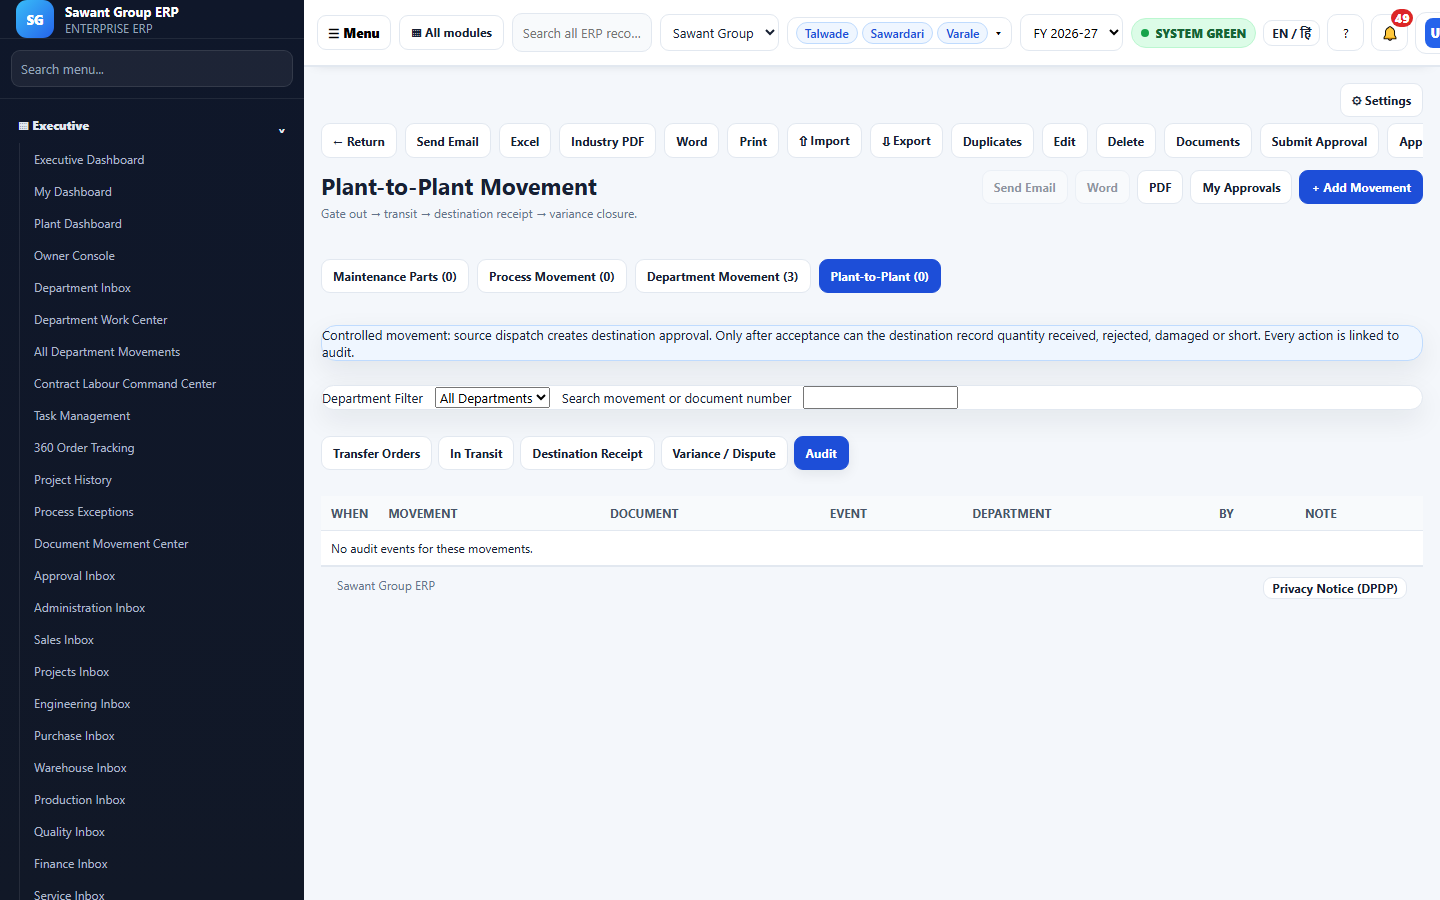 SG
Sawant Group ERP
ENTERPRISE ERP
Search menu...
Executive
Executive Dashboard
My Dashboard
Plant Dashboard
Owner Console
Department Inbox
Department Work Center
All Department Movements
Contract Labour Command Center
Task Management
360 Order Tracking
Project History
Process Exceptions
Document Movement Center
Approval Inbox
Administration Inbox
Sales Inbox
Projects Inbox
Engineering Inbox
Purchase Inbox
Warehouse Inbox
Production Inbox
Quality Inbox
Finance Inbox
Service Inbox
☰ Menu All modules Search all ERP reco... Sawant Group Talwade Sawardari Varale FY 2026-27 SYSTEM GREEN EN / हिं ? 49 U
⚙ Settings
← Return Send Email Excel Industry PDF Word Print ⇧ Import ⇩ Export Duplicates Edit Delete Documents Submit Approval App
Plant-to-Plant Movement Send Email Word PDF My Approvals + Add Movement
Gate out → transit → destination receipt → variance closure.
Maintenance Parts (0) Process Movement (0) Department Movement (3) Plant-to-Plant (0)
Controlled movement: source dispatch creates destination approval. Only after acceptance can the destination record quantity received, rejected, damaged or short. Every action is linked to
audit.
Department Filter All Departments Search movement or document number
Transfer Orders In Transit Destination Receipt Variance / Dispute Audit
WHEN MOVEMENT DOCUMENT EVENT DEPARTMENT BY NOTE
No audit events for these movements.
Sawant Group ERP Privacy Notice (DPDP)